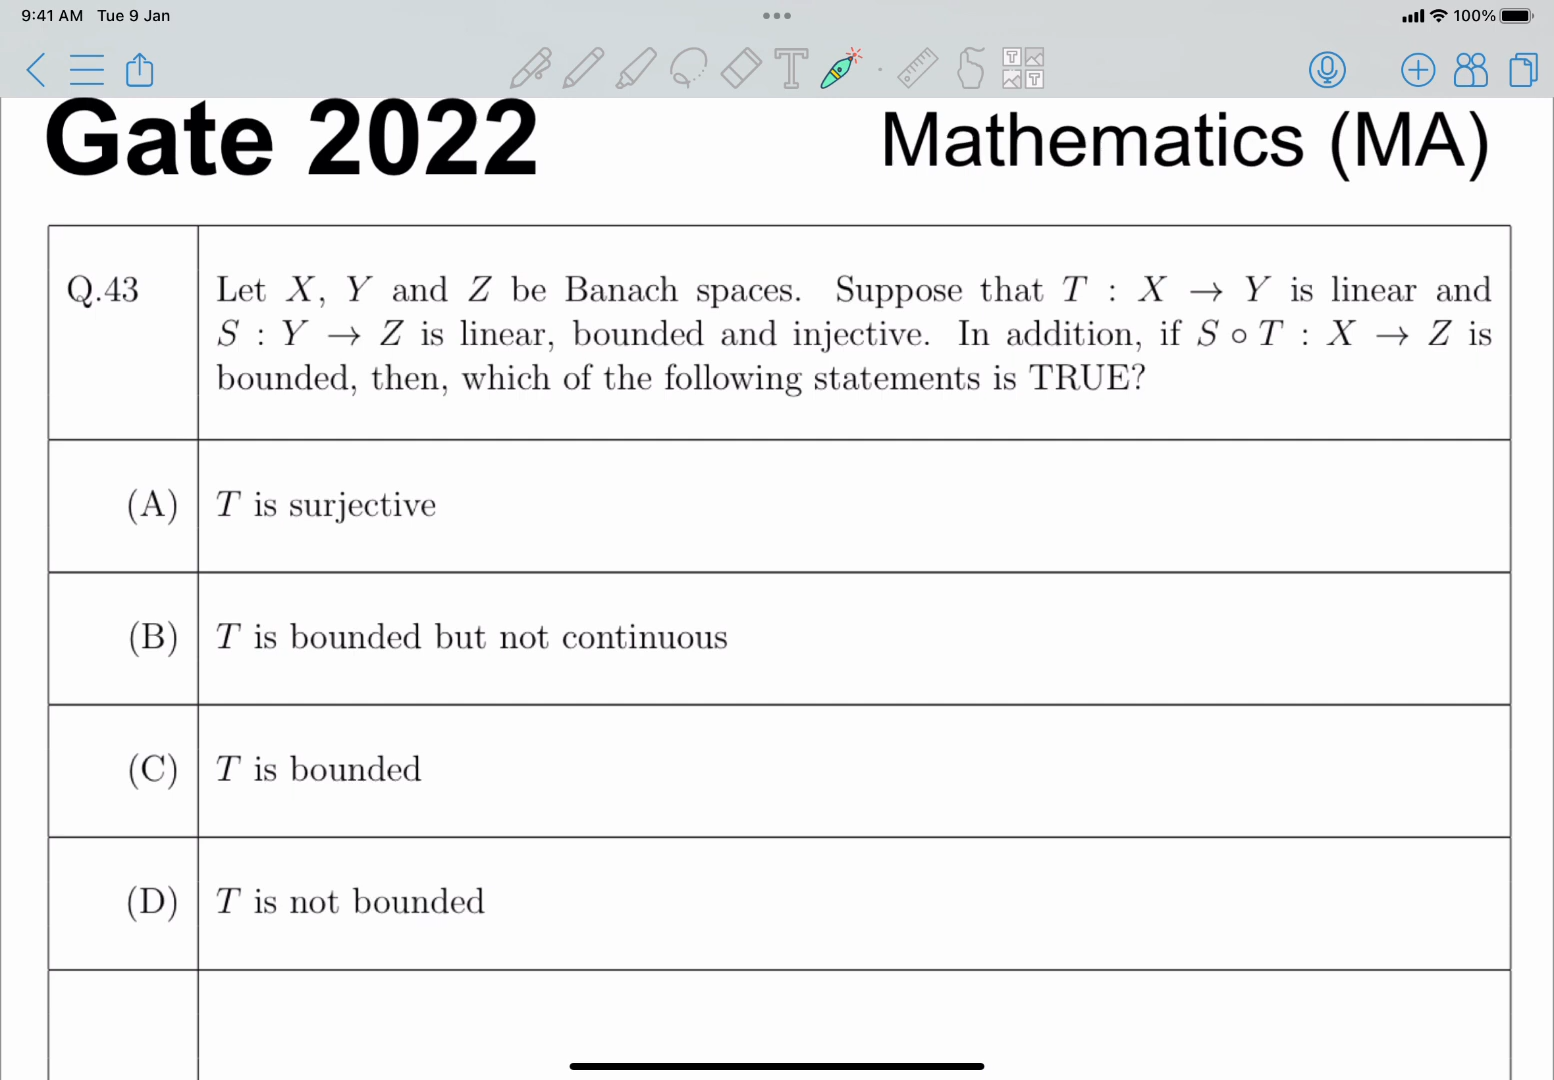 9:41 AM Tue 9 Jan
100%
Gate 2022 Mathematics (MA)
Q.43 Let X, Y and Z be Banach spaces. Suppose that T : X → Y is linear and
S : Y → Z is linear, bounded and injective. In addition, if S ∘ T : X → Z is
bounded, then, which of the following statements is TRUE?
(A) T is surjective
(B) T is bounded but not continuous
(C) T is bounded
(D) T is not bounded